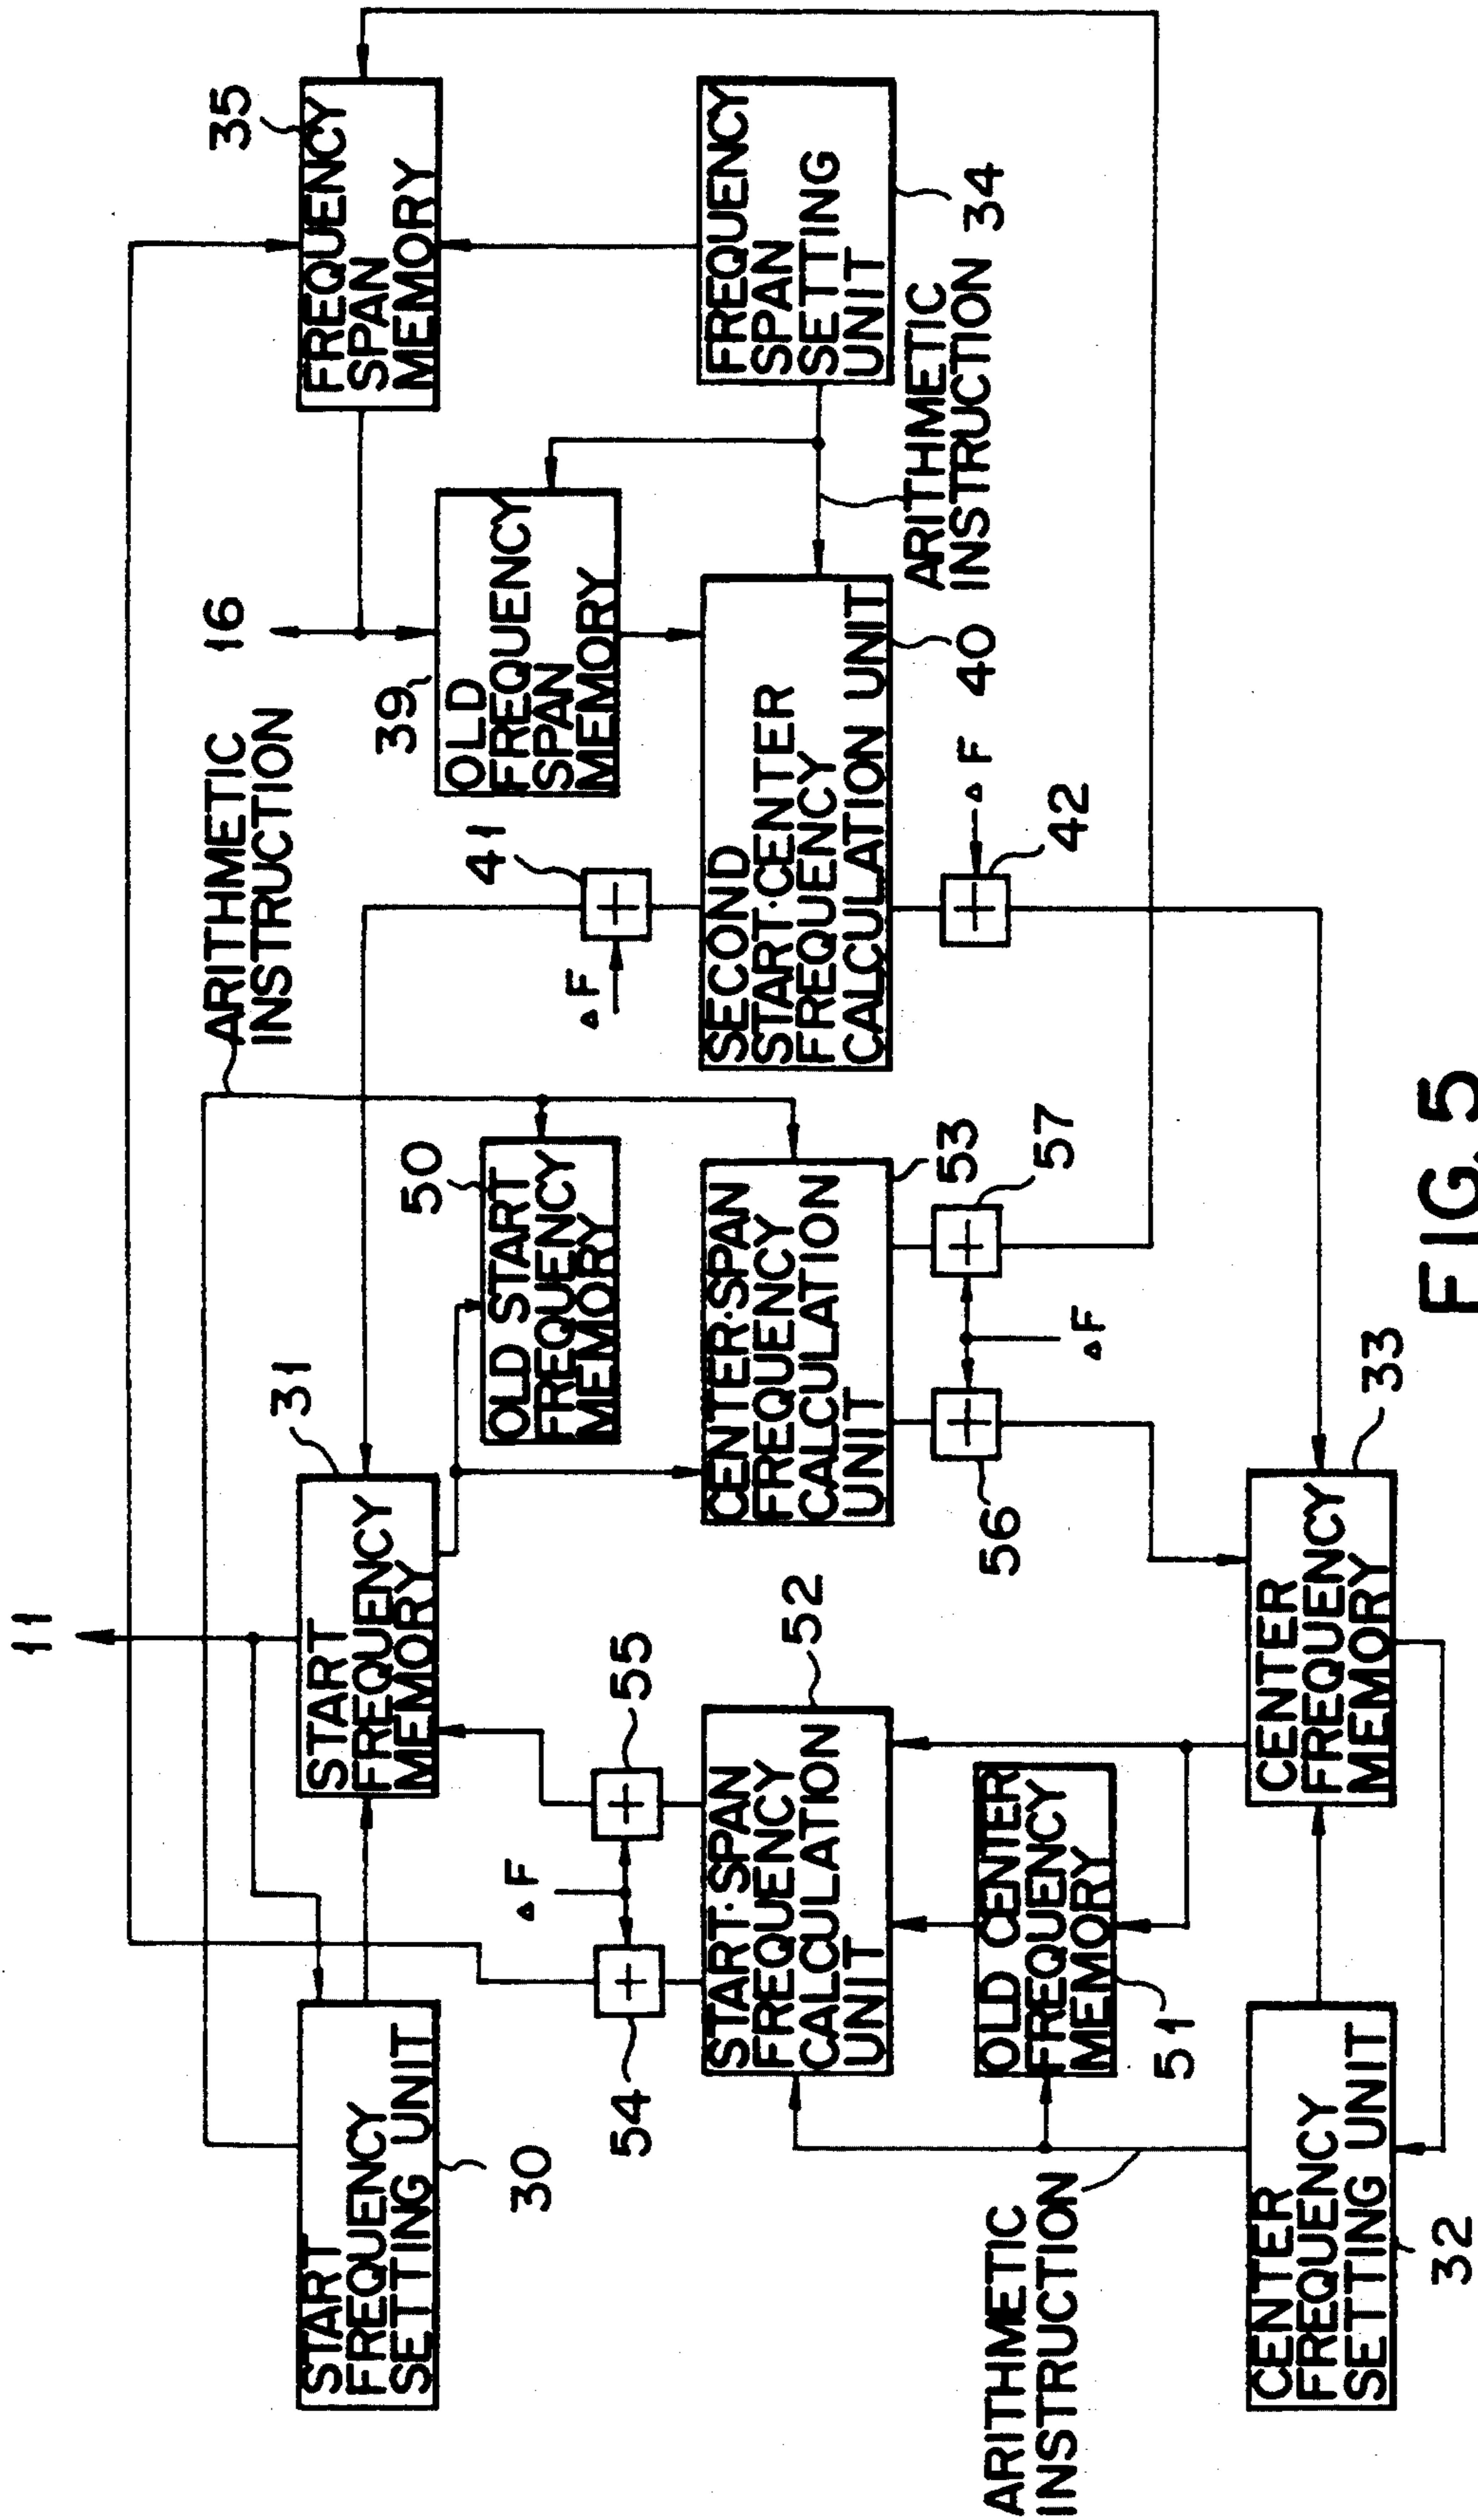 11
16
35
31
ARITHMETIC
INSTRUCTION
START
FREQUENCY
SETTING UNIT
30
START
FREQUENCY
MEMORY
FREQUENCY
SPAN
MEMORY
50
39
41
OLD START
FREQUENCY
MEMORY
OLD
FREQUENCY
SPAN
MEMORY
△F
54
55
+
+
△F
+
START·SPAN
FREQUENCY
CALCULATION
UNIT
52
CENTER·SPAN
FREQUENCY
CALCULATION
UNIT
53
SECOND
START·CENTER
FREQUENCY
CALCULATION UNIT
40
FREQUENCY
SPAN
SETTING
UNIT
34
ARITHMETIC
INSTRUCTION
OLD CENTER
FREQUENCY
MEMORY
51
56
+
+
57
△F
+
△F
42
ARITHMETIC
INSTRUCTION
CENTER
FREQUENCY
SETTING UNIT
32
CENTER
FREQUENCY
MEMORY
33
FIG. 5